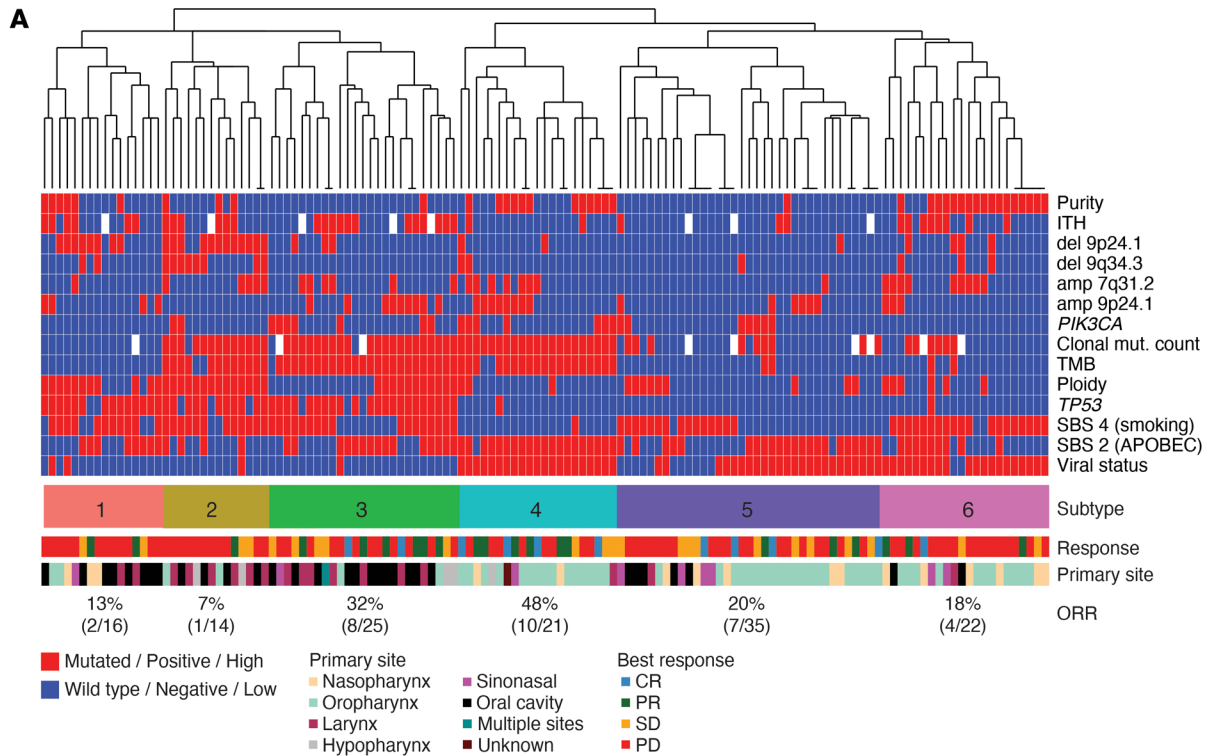 A
Purity
ITH
del 9p24.1
del 9q34.3
amp 7q31.2
amp 9p24.1
PIK3CA
Clonal mut. count
TMB
Ploidy
TP53
SBS 4 (smoking)
SBS 2 (APOBEC)
Viral status
1 2 3 4 5 6 Subtype
Response
Primary site
13% 7% 32% 48% 20% 18% ORR
(2/16) (1/14) (8/25) (10/21) (7/35) (4/22)
Mutated / Positive / High
Wild type / Negative / Low
Primary site
Nasopharynx
Oropharynx
Larynx
Hypopharynx
Sinonasal
Oral cavity
Multiple sites
Unknown
Best response
CR
PR
SD
PD